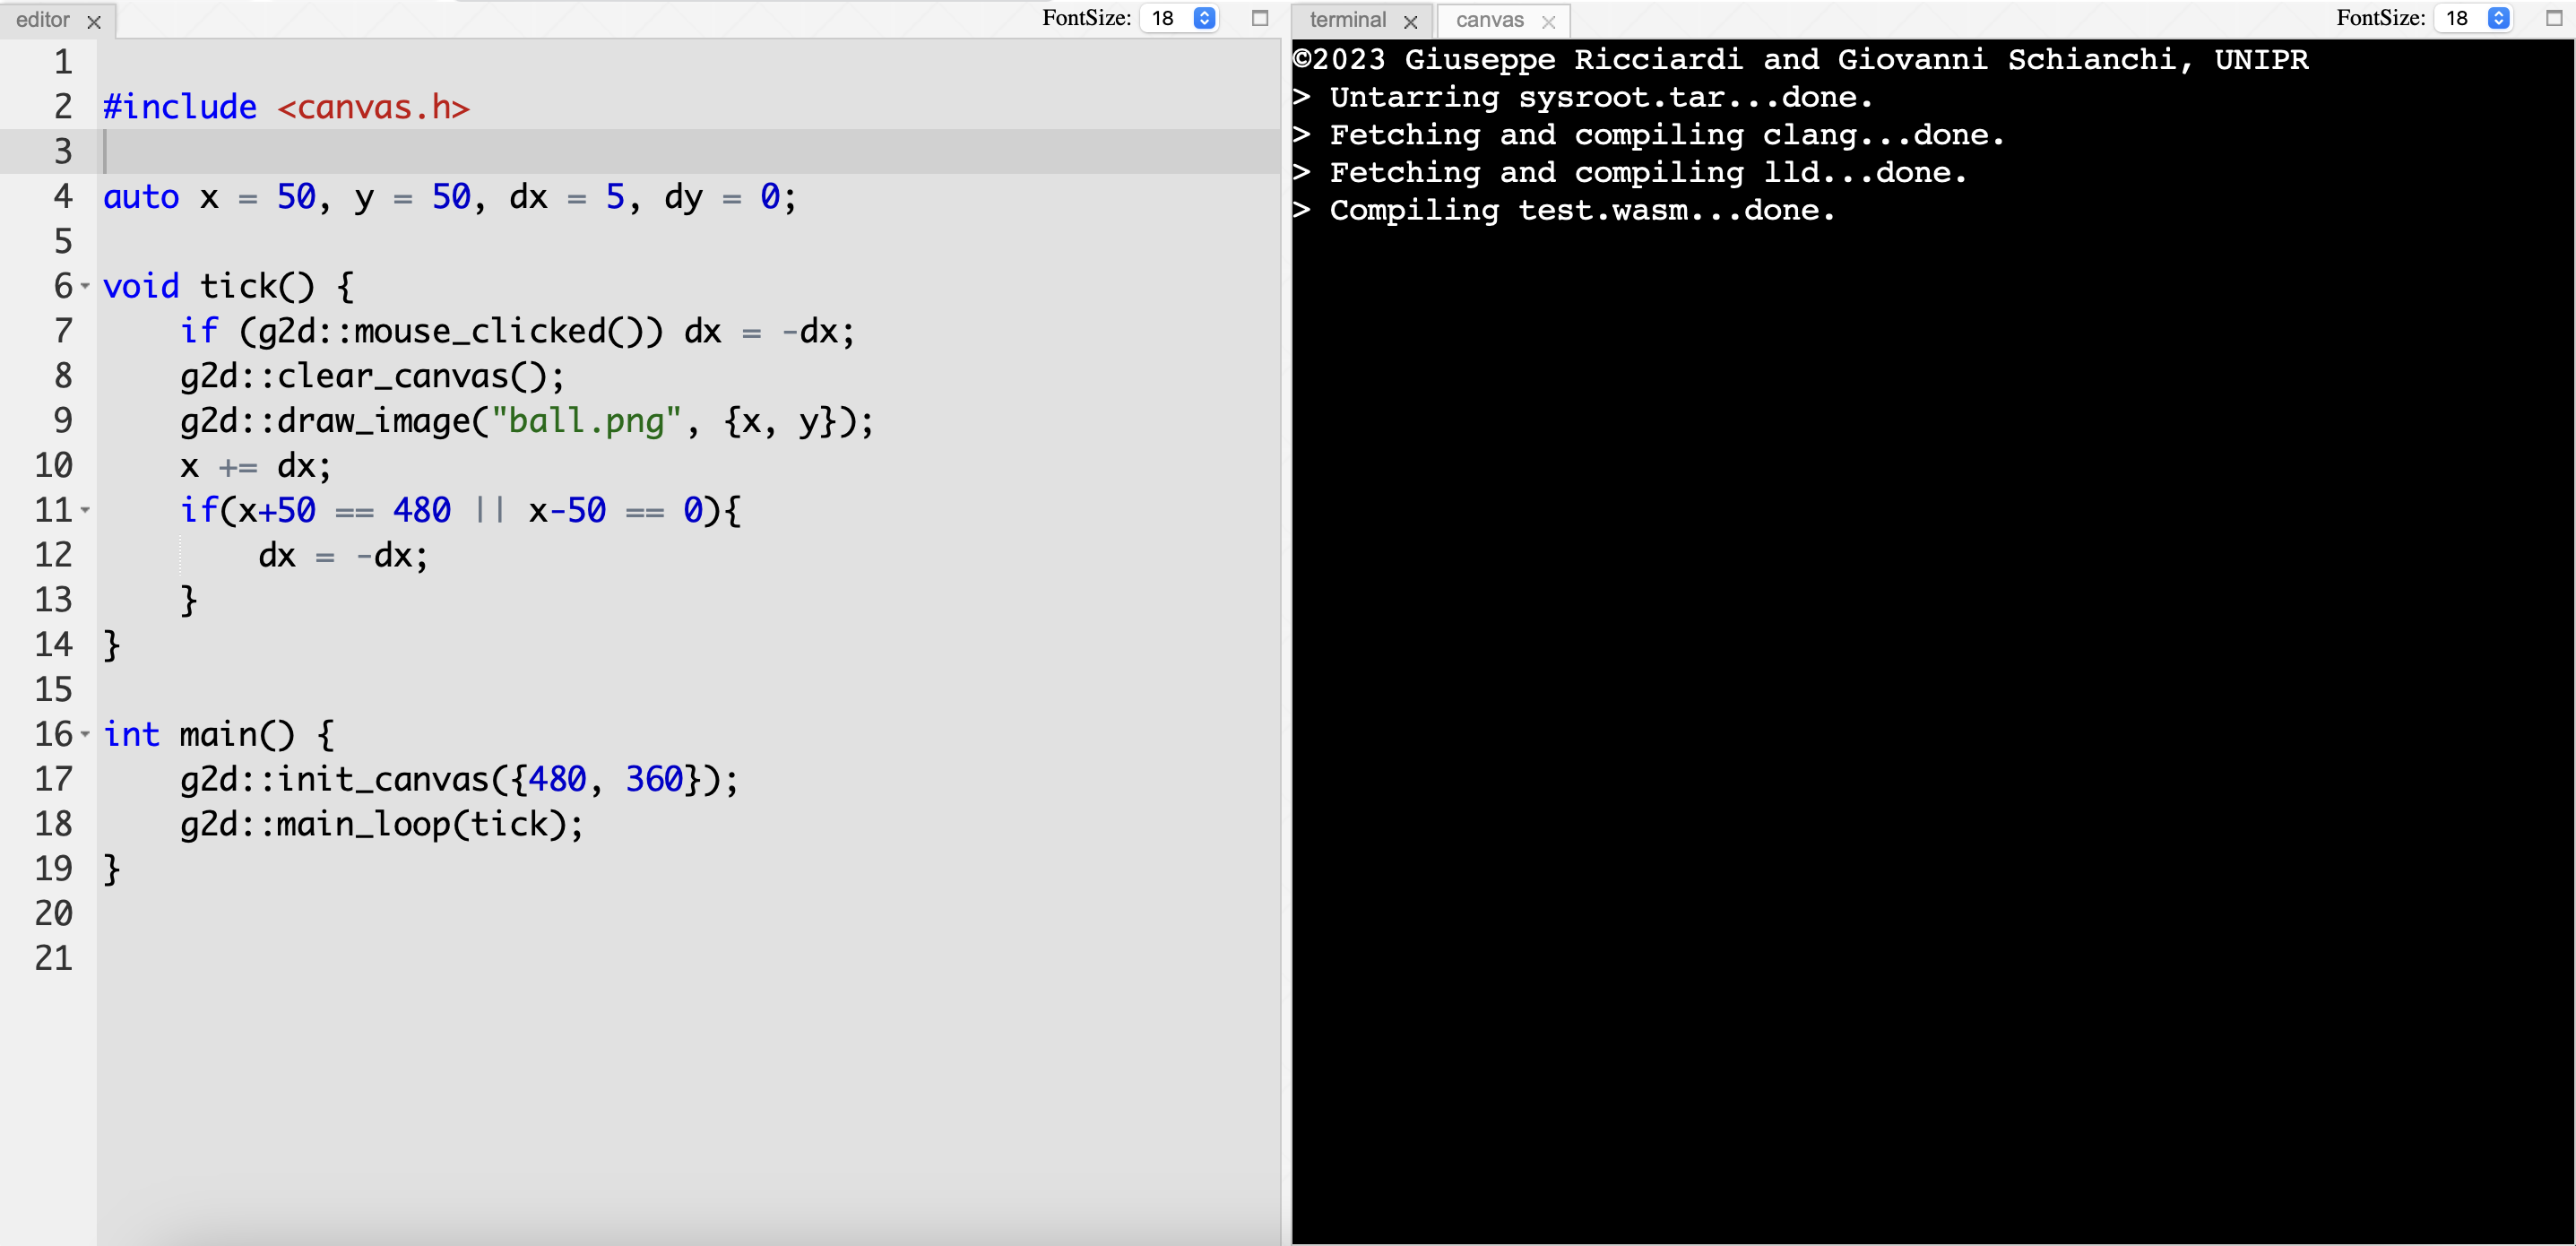 editor
FontSize: 18
1
2 #include <canvas.h>
3
4 auto x = 50, y = 50, dx = 5, dy = 0;
5
6 void tick() {
7     if (g2d::mouse_clicked()) dx = -dx;
8     g2d::clear_canvas();
9     g2d::draw_image("ball.png", {x, y});
10     x += dx;
11     if(x+50 == 480 || x-50 == 0){
12         dx = -dx;
13     }
14 }
15
16 int main() {
17     g2d::init_canvas({480, 360});
18     g2d::main_loop(tick);
19 }
20
21
terminal canvas
FontSize: 18
©2023 Giuseppe Ricciardi and Giovanni Schianchi, UNIPR
> Untarring sysroot.tar...done.
> Fetching and compiling clang...done.
> Fetching and compiling lld...done.
> Compiling test.wasm...done.